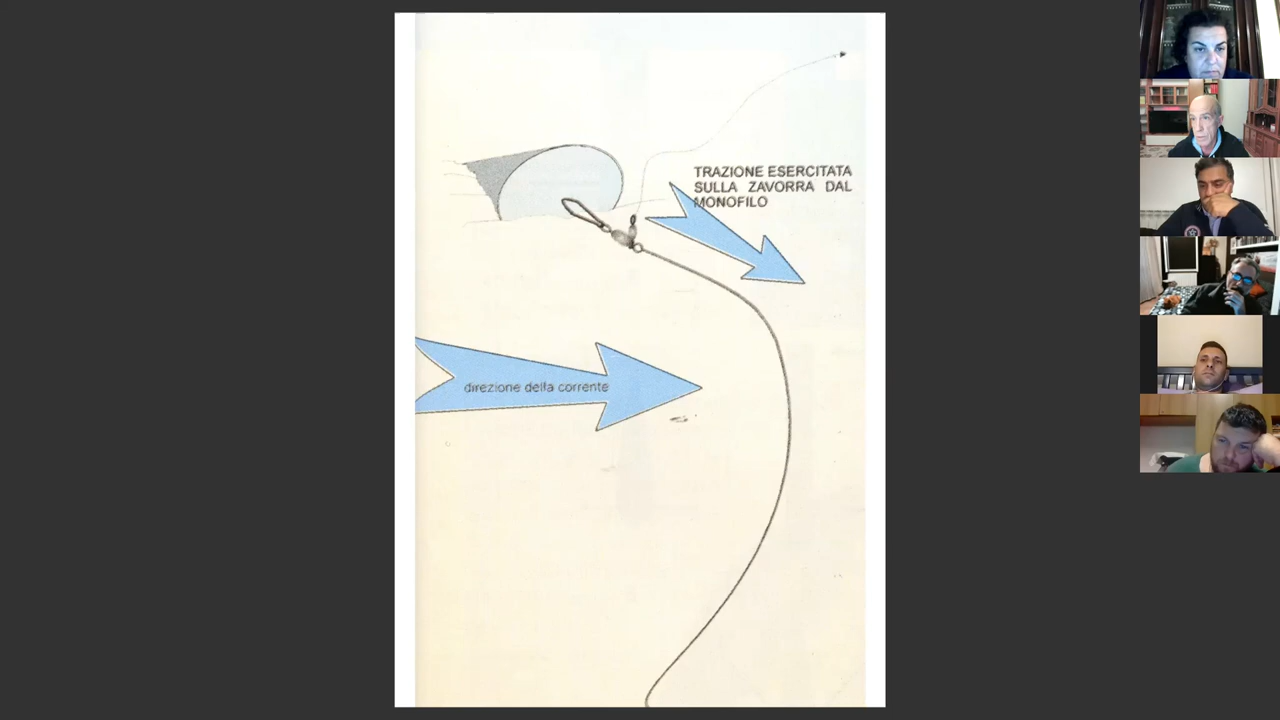 TRAZIONE ESERCITATA
SULLA ZAVORRA DAL
MONOFILO
direzione della corrente